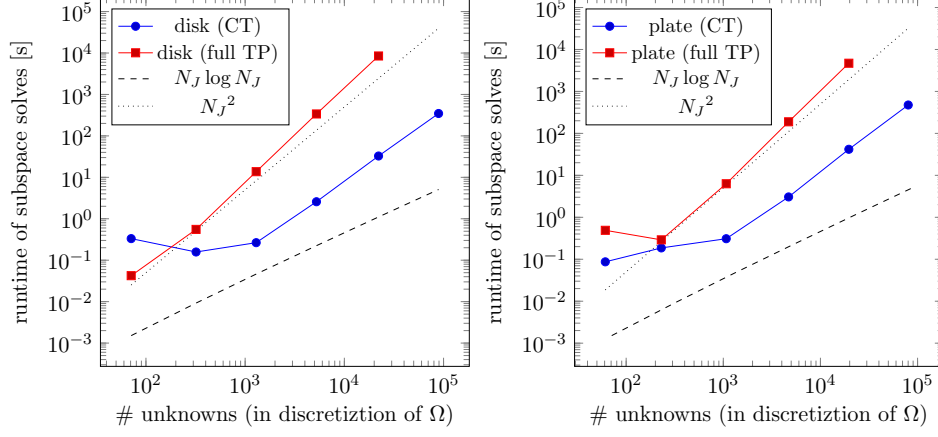 runtime of subspace solves [s]
10^5
10^4
10^3
10^2
10^1
10^0
10^−1
10^−2
10^−3
disk (CT)
disk (full TP)
N_J log N_J
N_J^2
10^2 10^3 10^4 10^5
# unknowns (in discretiztion of Ω)
runtime of subspace solves [s]
10^5
10^4
10^3
10^2
10^1
10^0
10^−1
10^−2
10^−3
plate (CT)
plate (full TP)
N_J log N_J
N_J^2
10^2 10^3 10^4 10^5
# unknowns (in discretiztion of Ω)